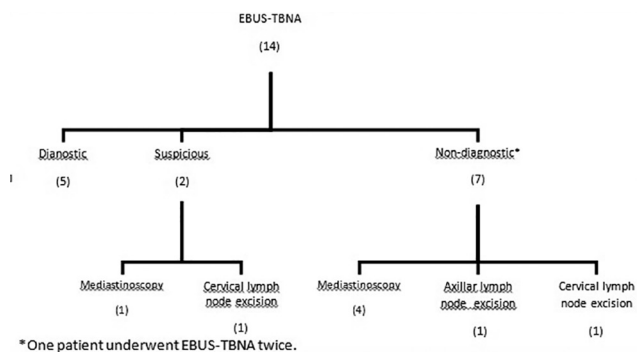 EBUS-TBNA
(14)
Dianostic
Suspicious
Non-diagnostic*
(5)
(2)
(7)
Mediastinoscopy
(1)
Cervical lymph
node excision
(1)
Mediastinoscopy
(4)
Axillar lymph
node excision
(1)
Cervical lymph
node excision
(1)
*One patient underwent EBUS-TBNA twice.